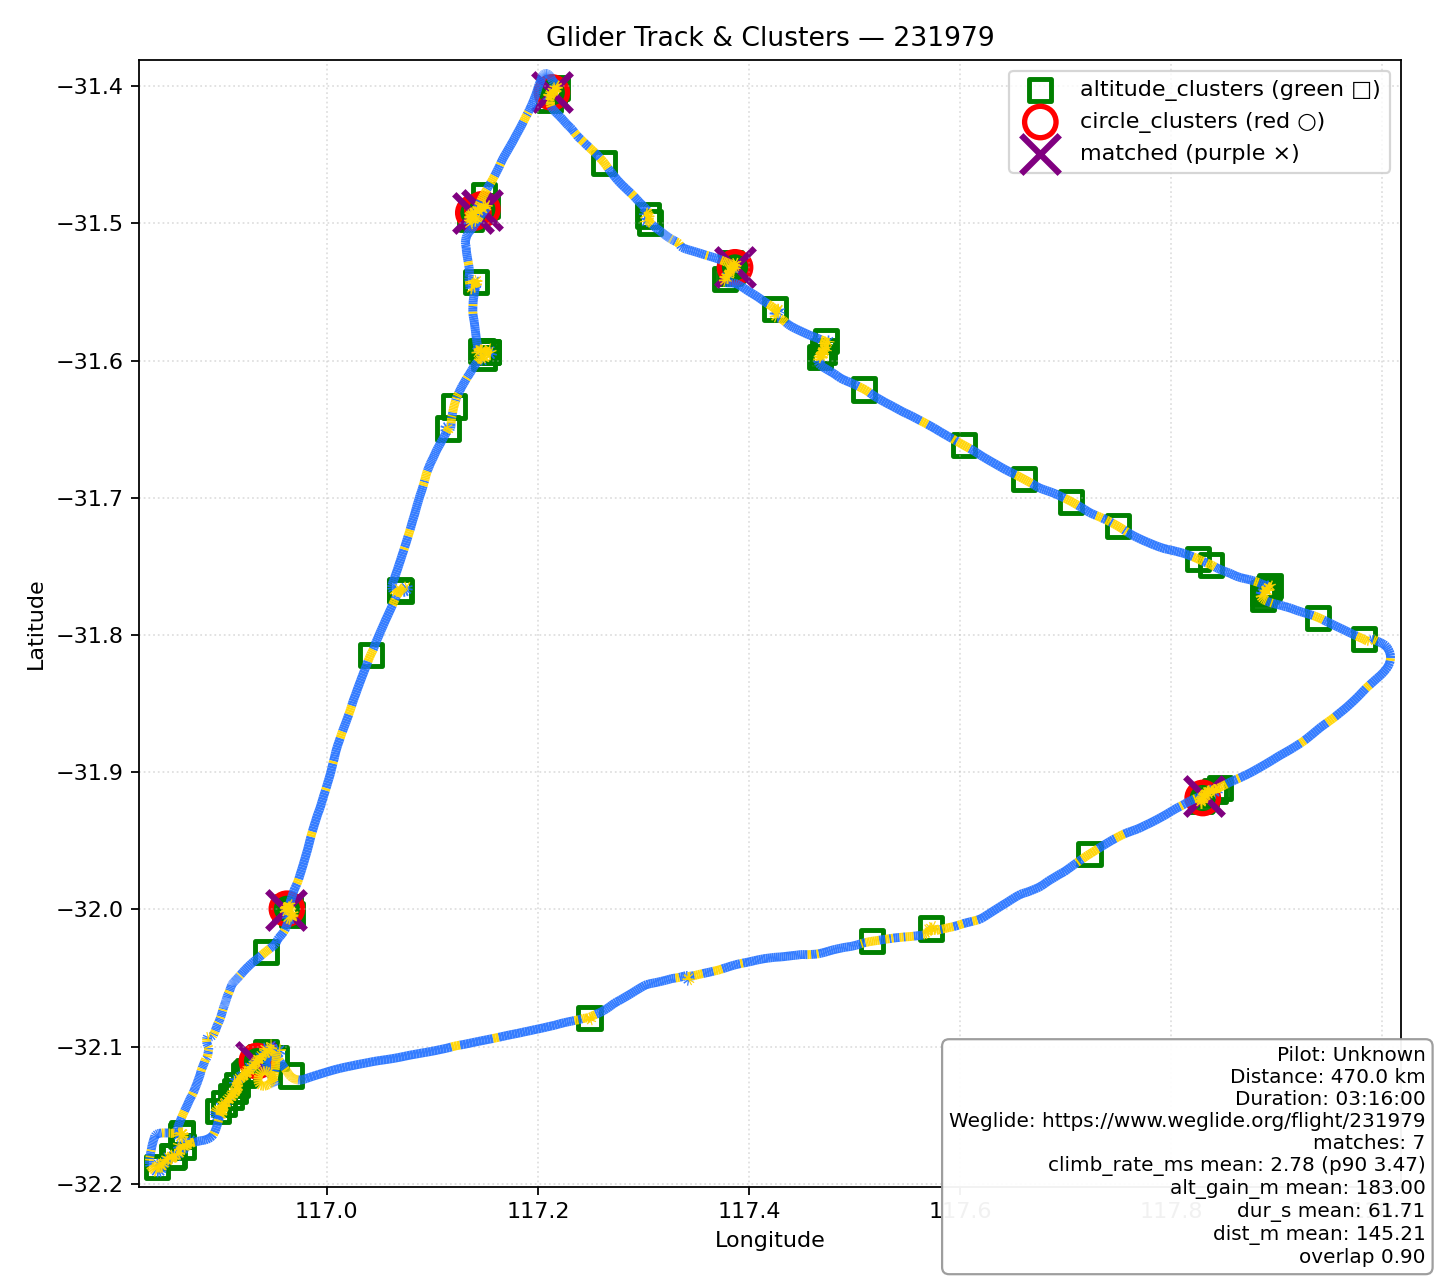 Glider Track & Clusters — 231979
altitude_clusters (green □)
circle_clusters (red ○)
matched (purple ×)
−31.4
−31.5
−31.6
−31.7
−31.8
−31.9
−32.0
−32.1
−32.2
Latitude
117.0
117.2
117.4
117.6
117.8
Longitude
Pilot: Unknown
Distance: 470.0 km
Duration: 03:16:00
Weglide: https://www.weglide.org/flight/231979
matches: 7
climb_rate_ms mean: 2.78 (p90 3.47)
alt_gain_m mean: 183.00
dur_s mean: 61.71
dist_m mean: 145.21
overlap 0.90